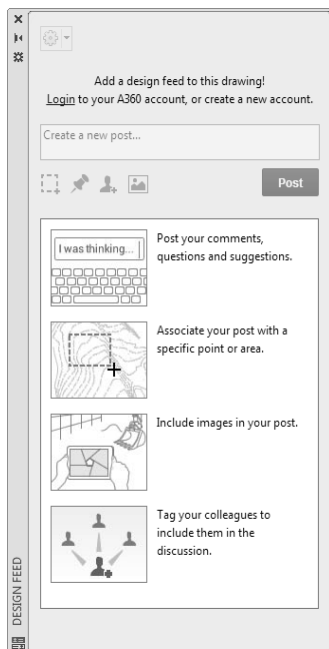 Add a design feed to this drawing!
Login to your A360 account, or create a new account.
Create a new post...
Post
I was thinking...
Post your comments,
questions and suggestions.
Associate your post with a
specific point or area.
Include images in your post.
Tag your colleagues to
include them in the
discussion.
DESIGN FEED